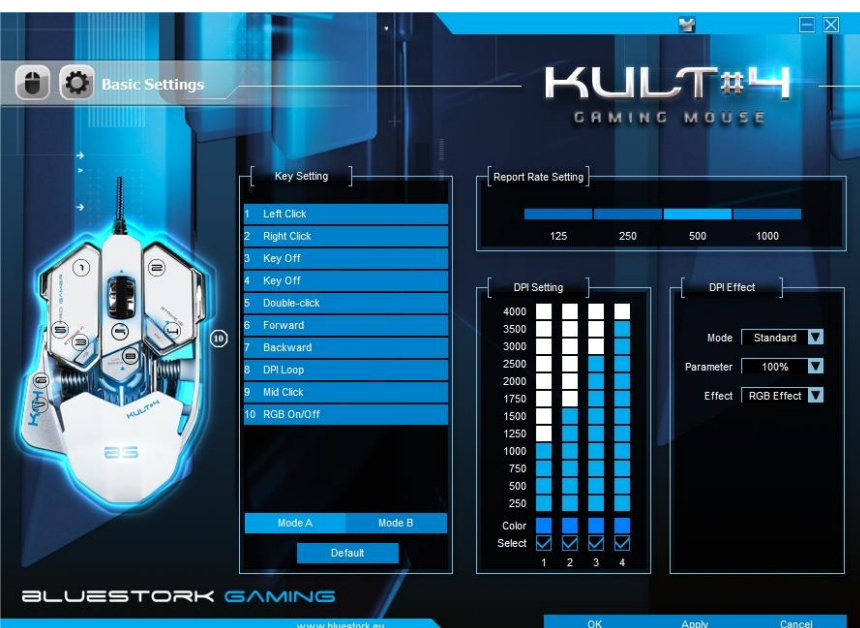 Basic Settings
KULT#4
GAMING MOUSE
Key Setting
1 Left Click
2 Right Click
3 Key Off
4 Key Off
5 Double-click
6 Forward
7 Backward
8 DPI Loop
9 Mid Click
10 RGB On/Off
Mode A Mode B
Default
Report Rate Setting
125 250 500 1000
DPI Setting
4000
3500
3000
2500
2000
1750
1500
1250
1000
750
500
250
Color
Select
1 2 3 4
DPI Effect
Mode Standard
Parameter 100%
Effect RGB Effect
10
KULT#4
BS
BLUESTORK GAMING
www.bluestork.eu
OK Apply Cancel